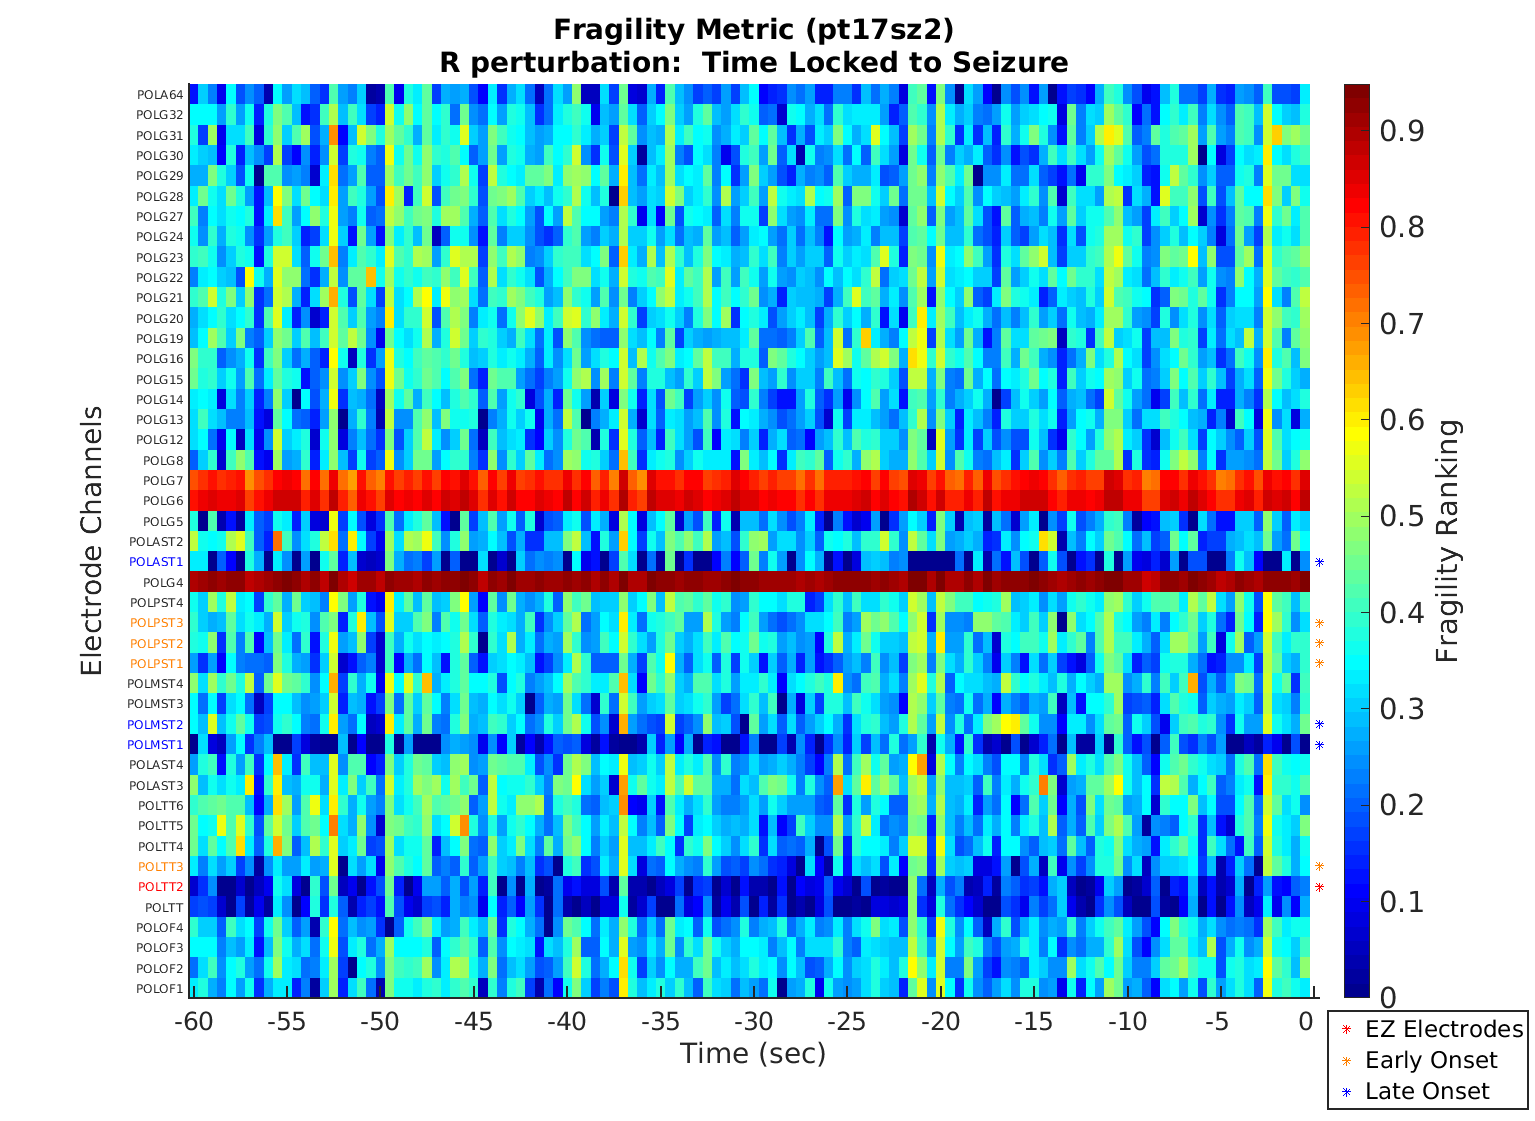 Fragility Metric (pt17sz2)
R perturbation:  Time Locked to Seizure
Electrode Channels
POLA64
POLG32
POLG31
POLG30
POLG29
POLG28
POLG27
POLG24
POLG23
POLG22
POLG21
POLG20
POLG19
POLG16
POLG15
POLG14
POLG13
POLG12
POLG8
POLG7
POLG6
POLG5
POLAST2
POLAST1
POLG4
POLPST4
POLPST3
POLPST2
POLPST1
POLMST4
POLMST3
POLMST2
POLMST1
POLAST4
POLAST3
POLTT6
POLTT5
POLTT4
POLTT3
POLTT2
POLTT
POLOF4
POLOF3
POLOF2
POLOF1
-60 -55 -50 -45 -40 -35 -30 -25 -20 -15 -10 -5 0
Time (sec)
0.9
0.8
0.7
0.6
0.5
0.4
0.3
0.2
0.1
0
Fragility Ranking
EZ Electrodes
Early Onset
Late Onset